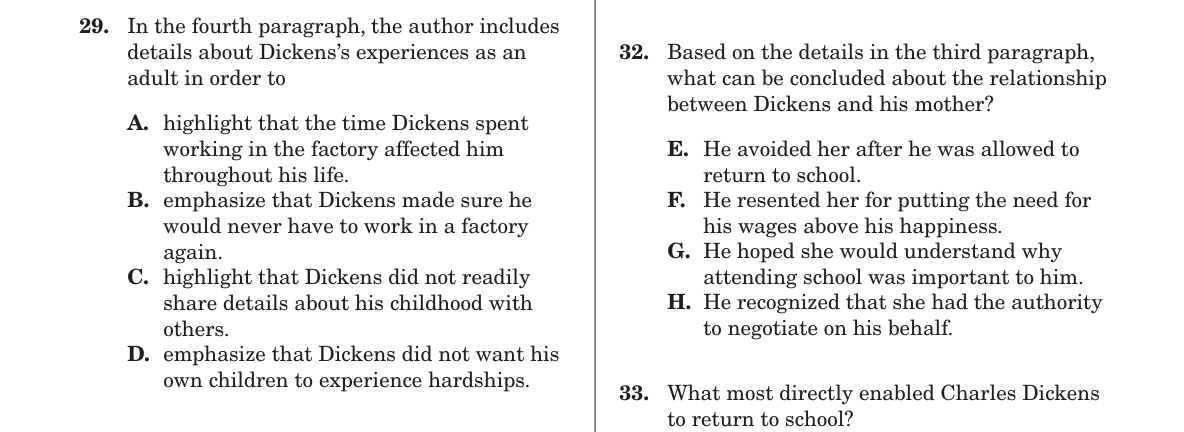 29. In the fourth paragraph, the author includes
details about Dickens’s experiences as an
adult in order to
A. highlight that the time Dickens spent
working in the factory affected him
throughout his life.
B. emphasize that Dickens made sure he
would never have to work in a factory
again.
C. highlight that Dickens did not readily
share details about his childhood with
others.
D. emphasize that Dickens did not want his
own children to experience hardships.
32. Based on the details in the third paragraph,
what can be concluded about the relationship
between Dickens and his mother?
E. He avoided her after he was allowed to
return to school.
F. He resented her for putting the need for
his wages above his happiness.
G. He hoped she would understand why
attending school was important to him.
H. He recognized that she had the authority
to negotiate on his behalf.
33. What most directly enabled Charles Dickens
to return to school?